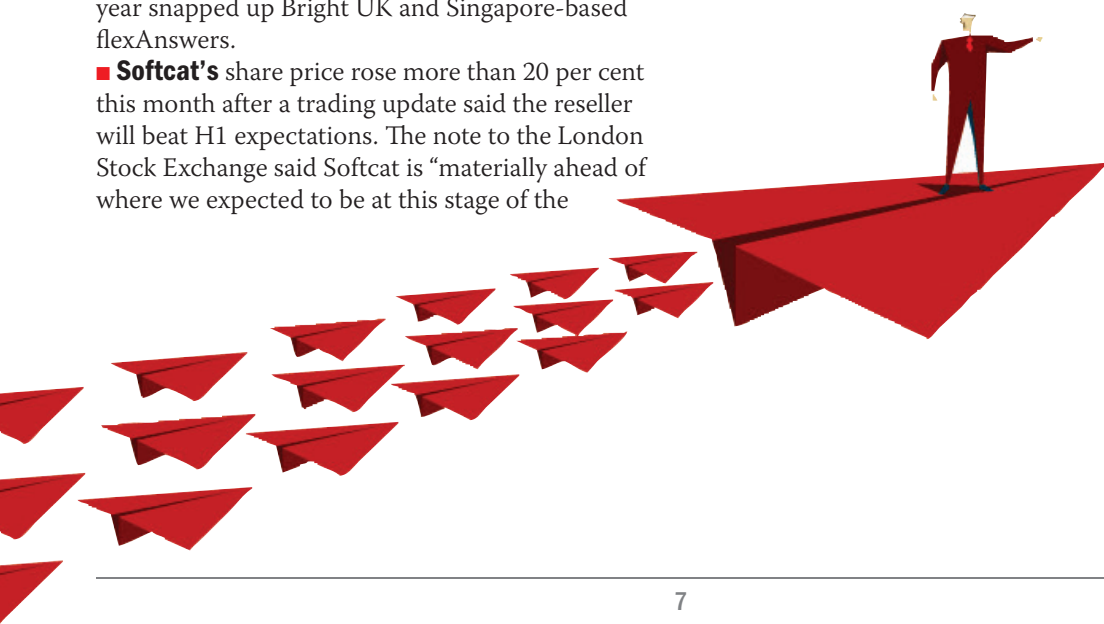 year snapped up Bright UK and Singapore-based
flexAnswers.
■ Softcat's share price rose more than 20 per cent
this month after a trading update said the reseller
will beat H1 expectations. The note to the London
Stock Exchange said Softcat is “materially ahead of
where we expected to be at this stage of the
7